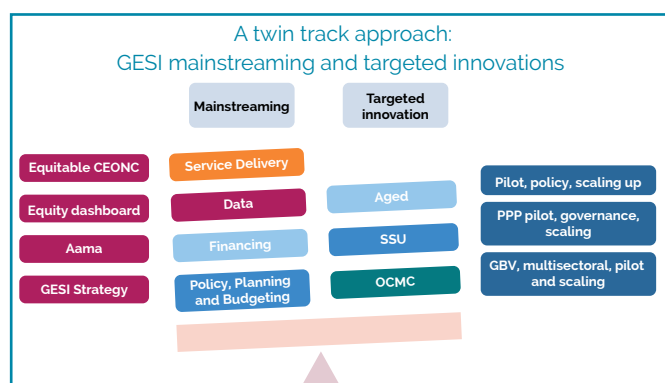 A twin track approach:
GESI mainstreaming and targeted innovations
Mainstreaming
Targeted
innovation
Equitable CEONC
Equity dashboard
Aama
GESI Strategy
Service Delivery
Data
Financing
Policy, Planning
and Budgeting
Aged
SSU
OCMC
Pilot, policy, scaling up
PPP pilot, governance,
scaling
GBV, multisectoral, pilot
and scaling